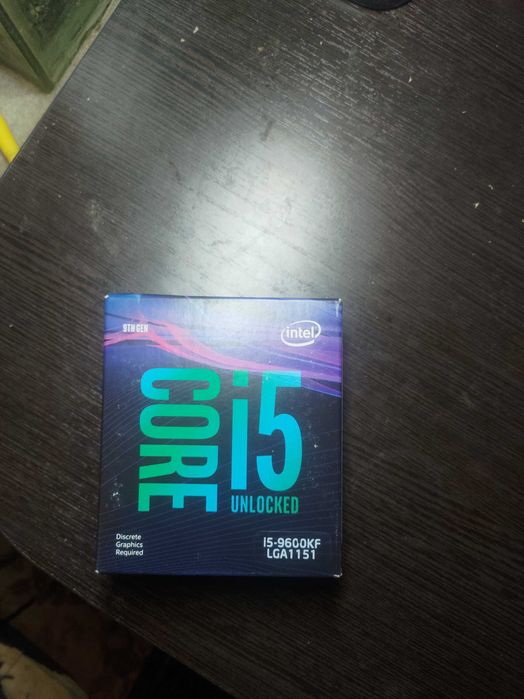 9TH GEN
intel
CORE i5
UNLOCKED
Discrete
Graphics
Required
i5-9600KF
LGA1151